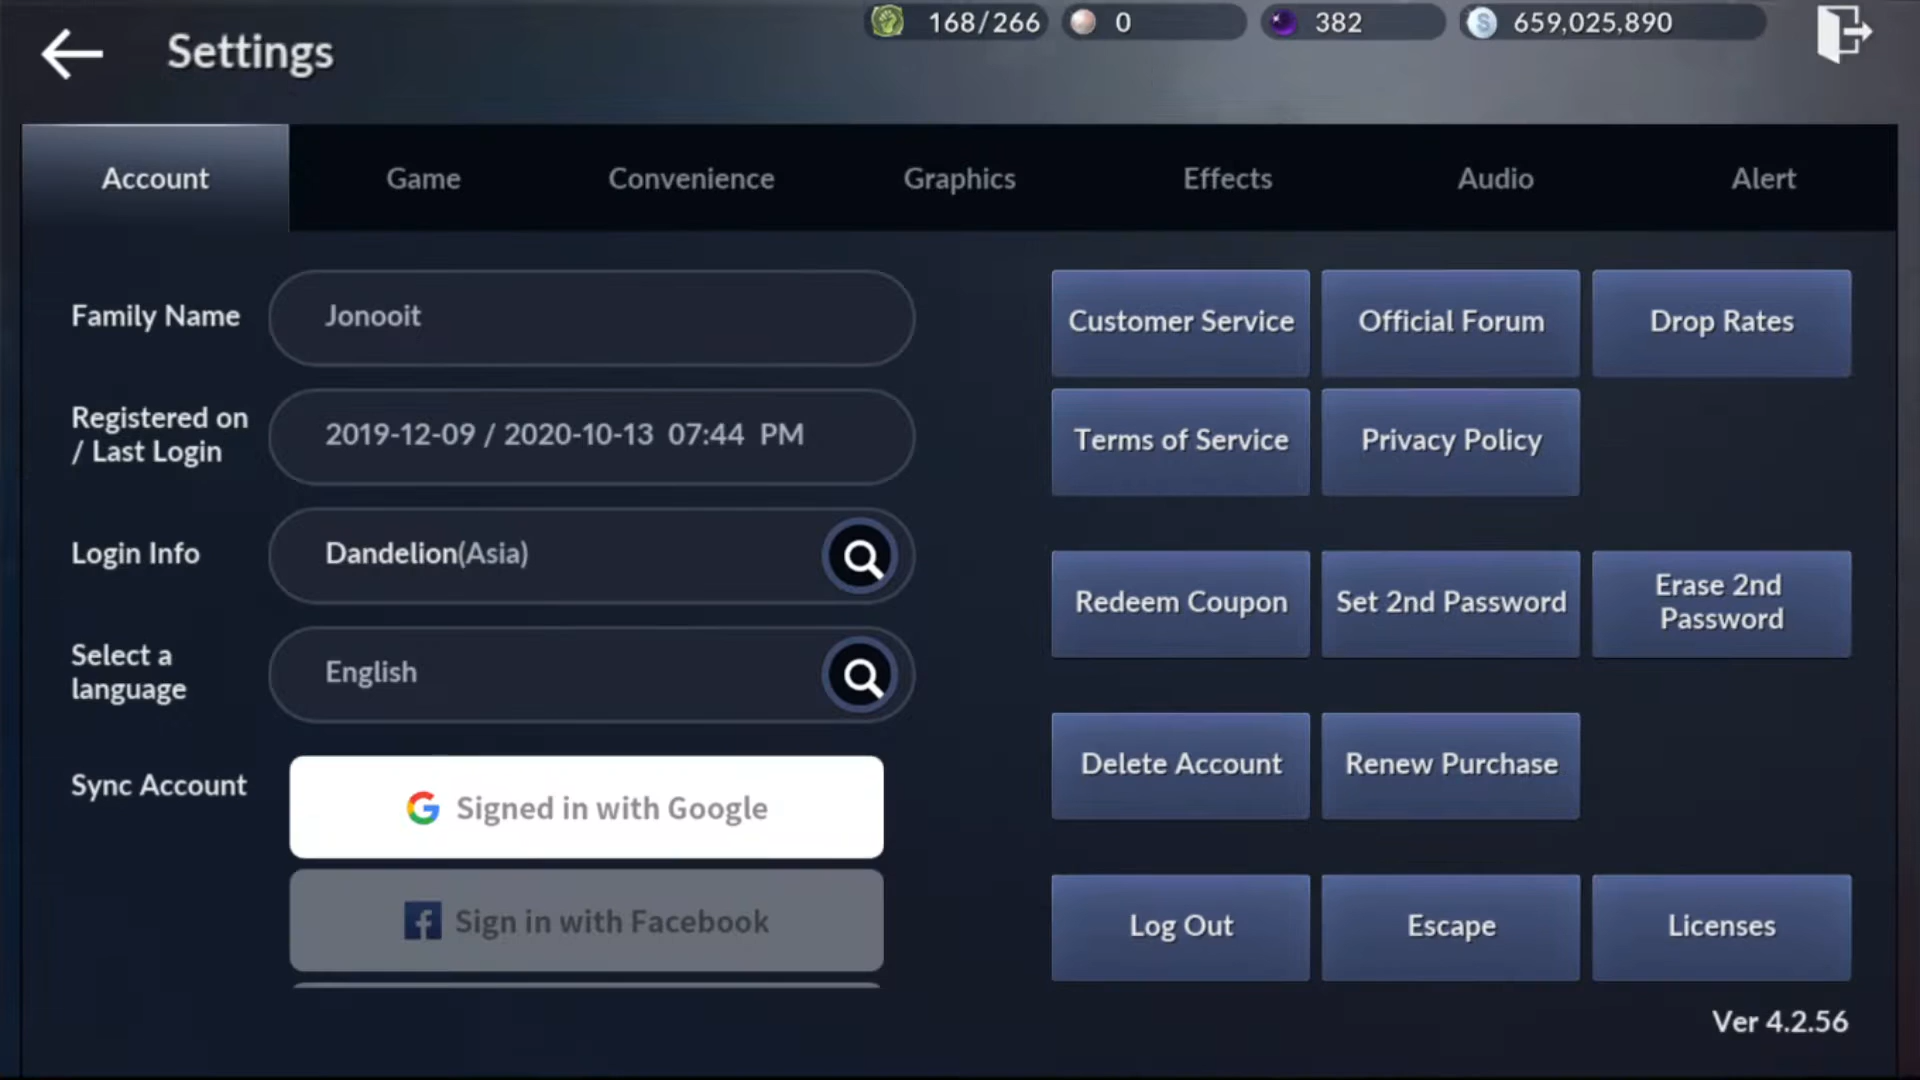 Settings
168/266
0
382
659,025,890
Account
Game
Convenience
Graphics
Effects
Audio
Alert
Family Name
Jonooit
Registered on
/ Last Login
2019-12-09 / 2020-10-13 07:44 PM
Login Info
Dandelion(Asia)
Select a
language
English
Sync Account
Signed in with Google
Sign in with Facebook
Customer Service
Official Forum
Drop Rates
Terms of Service
Privacy Policy
Redeem Coupon
Set 2nd Password
Erase 2nd
Password
Delete Account
Renew Purchase
Log Out
Escape
Licenses
Ver 4.2.56